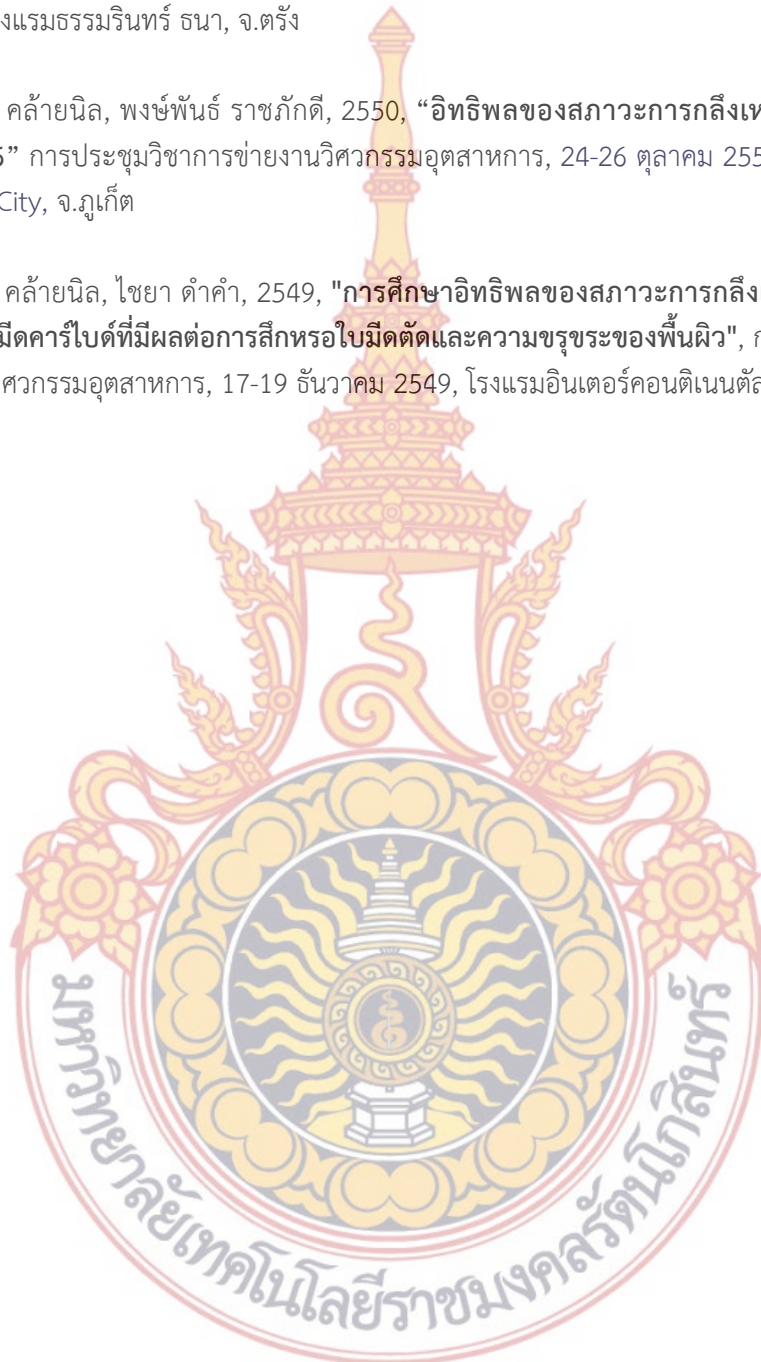 งแรมธรรมรินทร์ ธนา, จ.ตรัง
คล้ายนิล, พงษ์พันธ์ ราชภักดี, 2550, “อิทธิพลของสภาวะการกลึงเห
” การประชุมวิชาการข่ายงานวิศวกรรมอุตสาหการ, 24-26 ตุลาคม 255
City, จ.ภูเก็ต
คล้ายนิล, ไชยา ดำคำ, 2549, "การศึกษาอิทธิพลของสภาวะการกลึง
มีดคาร์ไบด์ที่มีผลต่อการสึกหรอใบมีดตัดและความขรุขระของพื้นผิว", ก
ศวกรรมอุตสาหการ, 17-19 ธันวาคม 2549, โรงแรมอินเตอร์คอนติเนนตัล
มหาวิทยาลัยเทคโนโลยีราชมงคลรัตนโกสินทร์